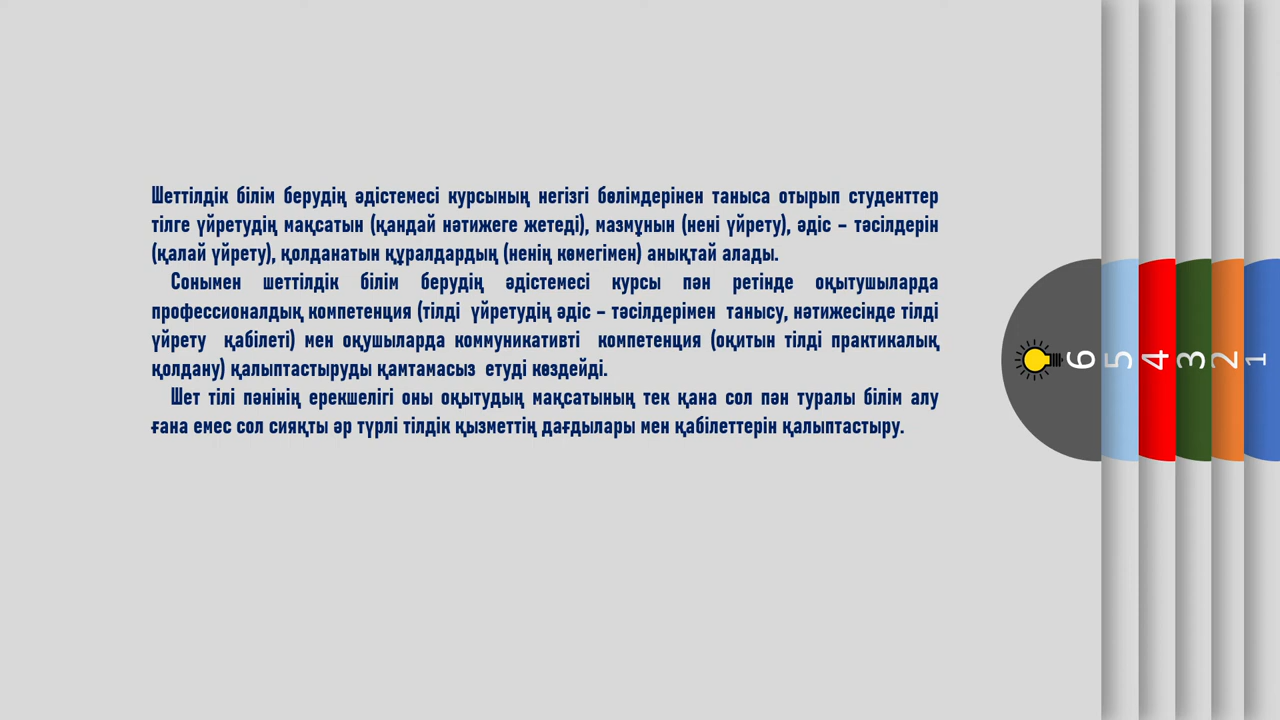 Шеттілдік білім берудің әдістемесі курсының негізгі бөлімдерінен таныса отырып студенттер
тілге үйретудің мақсатын (қандай нәтижеге жетеді), мазмұнын (нені үйрету), әдіс – тәсілдерін
(қалай үйрету), қолданатын құралдардың (ненің көмегімен) анықтай алады.
Сонымен шеттілдік білім берудің әдістемесі курсы пән ретінде оқытушыларда
профессионалдық компетенция (тілді үйретудің әдіс – тәсілдерімен танысу, нәтижесінде тілді
үйрету қабілеті) мен оқушыларда коммуникативті компетенция (оқитын тілді практикалық
қолдану) қалыптастыруды қамтамасыз етуді көздейді.
Шет тілі пәнінің ерекшелігі оны оқытудың мақсатының тек қана сол пән туралы білім алу
ғана емес сол сияқты әр түрлі тілдік қызметтің дағдылары мен қабілеттерін қалыптастыру.
6
5
4
3
2
1